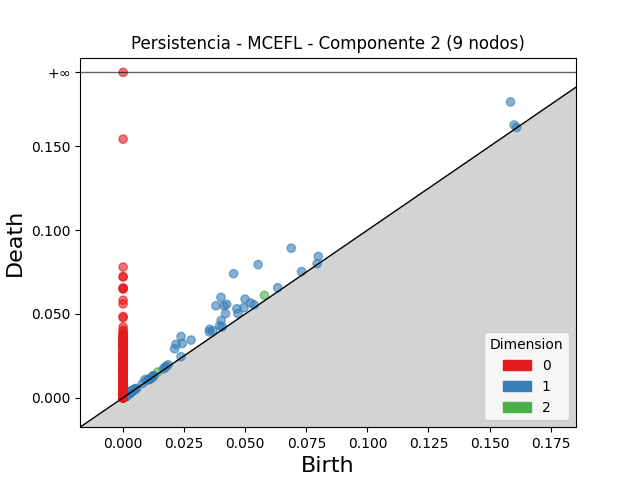 Persistencia - MCEFL - Componente 2 (9 nodos)
+∞
0.150
0.100
0.050
0.000
Death
Dimension
0
1
2
0.000 0.025 0.050 0.075 0.100 0.125 0.150 0.175
Birth